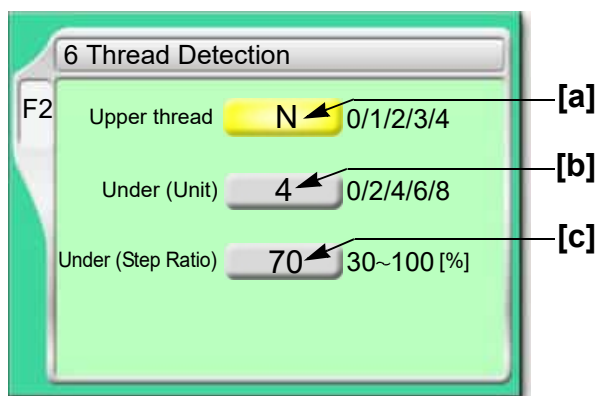 6 Thread Detection
F2
Upper thread N 0/1/2/3/4 [a]
Under (Unit) 4 0/2/4/6/8 [b]
Under (Step Ratio) 70 30~100 [%] [c]